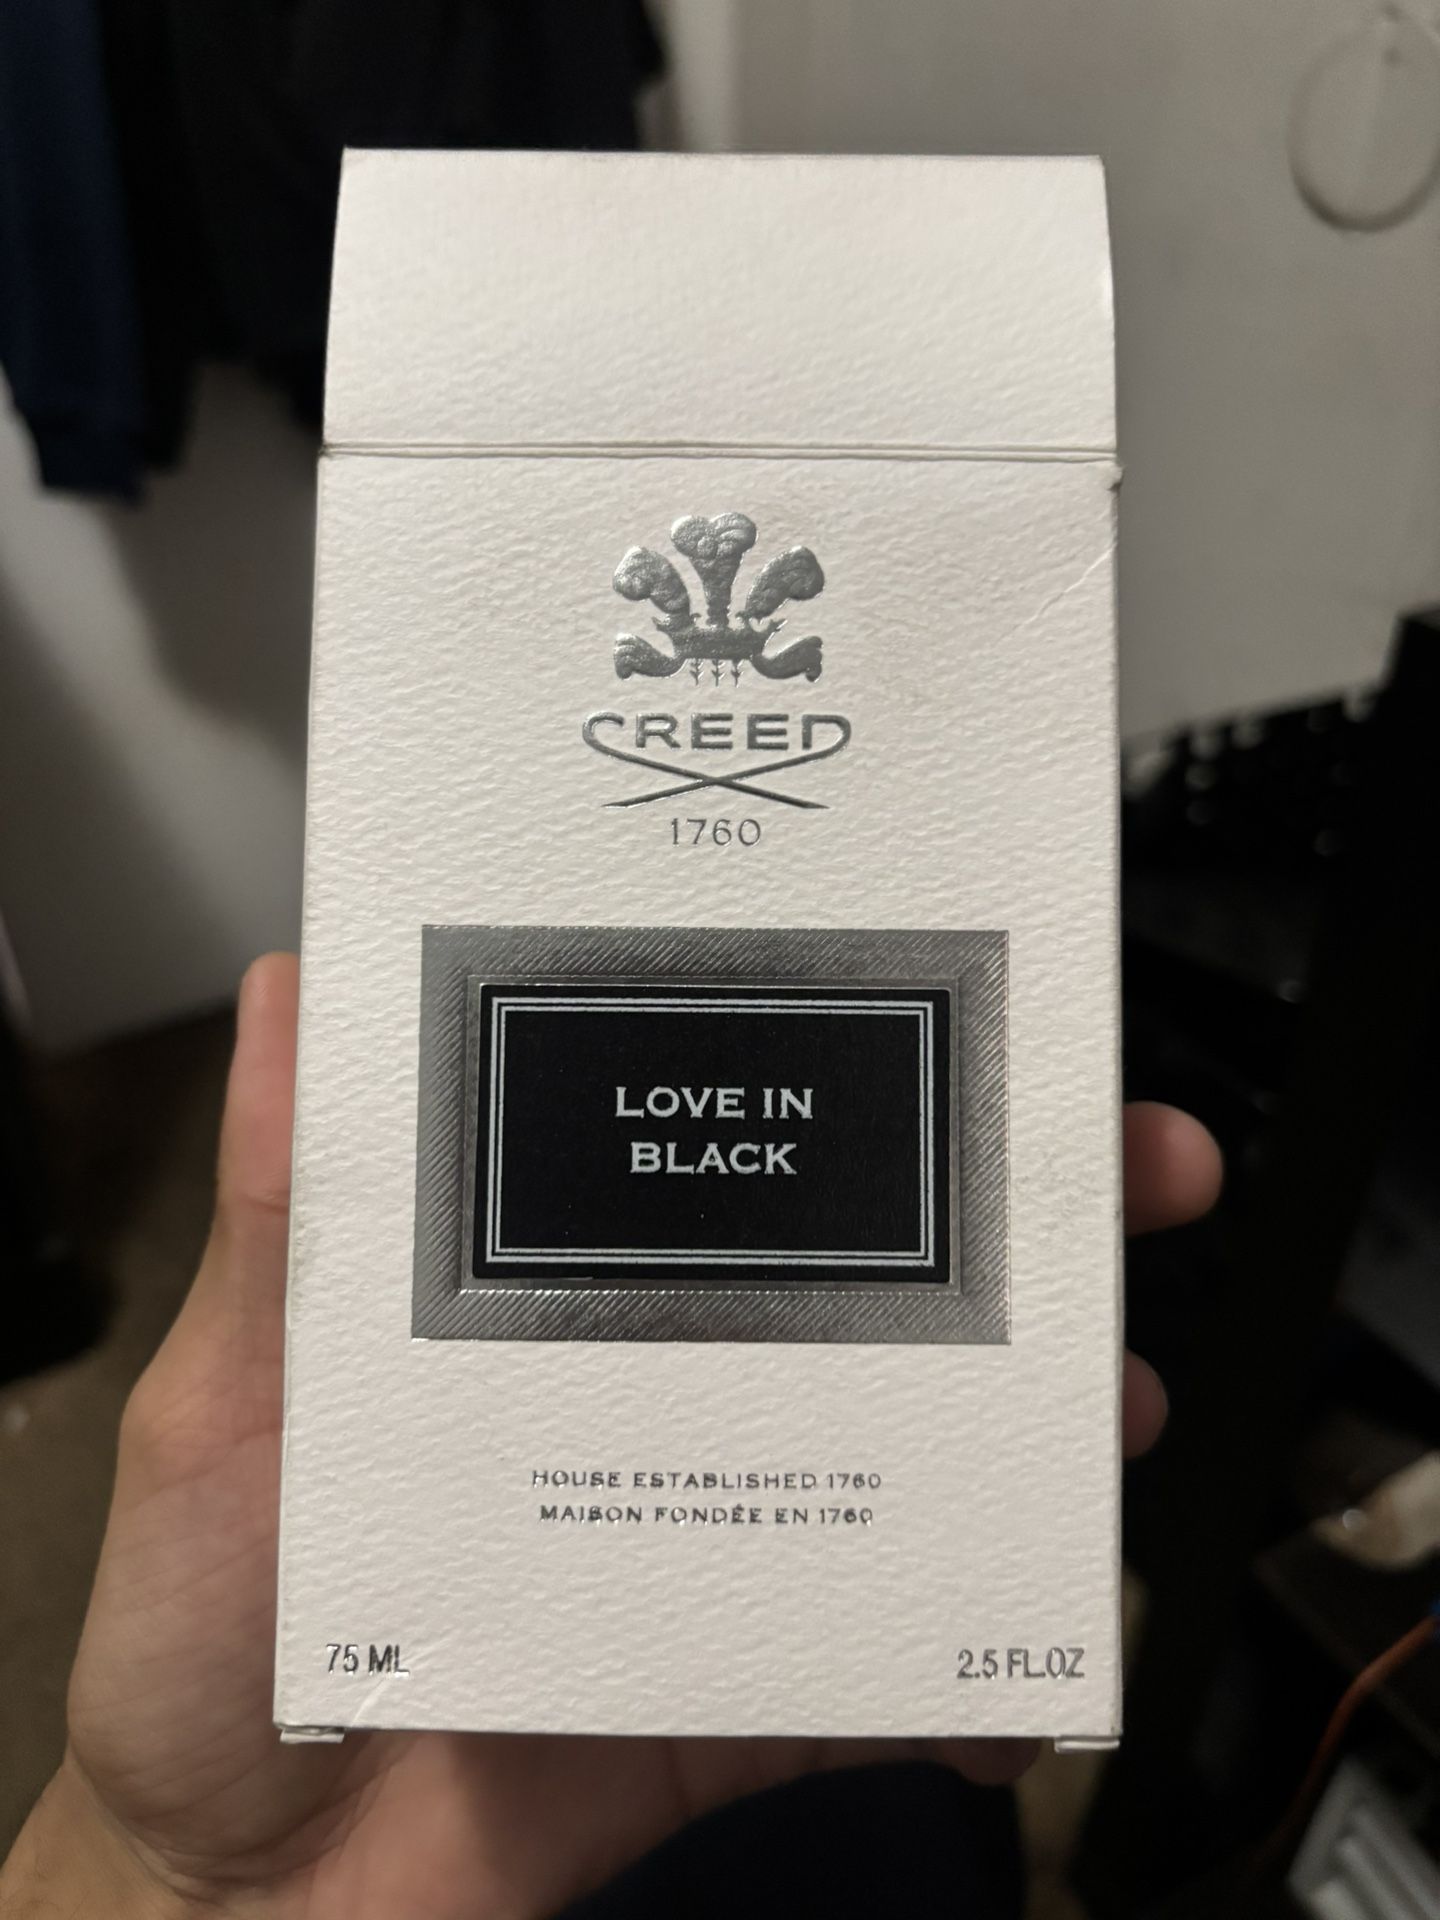 CREED
1760
LOVE IN
BLACK
HOUSE ESTABLISHED 1760
MAISON FONDÉE EN 1760
75 ML
2.5 FL.OZ